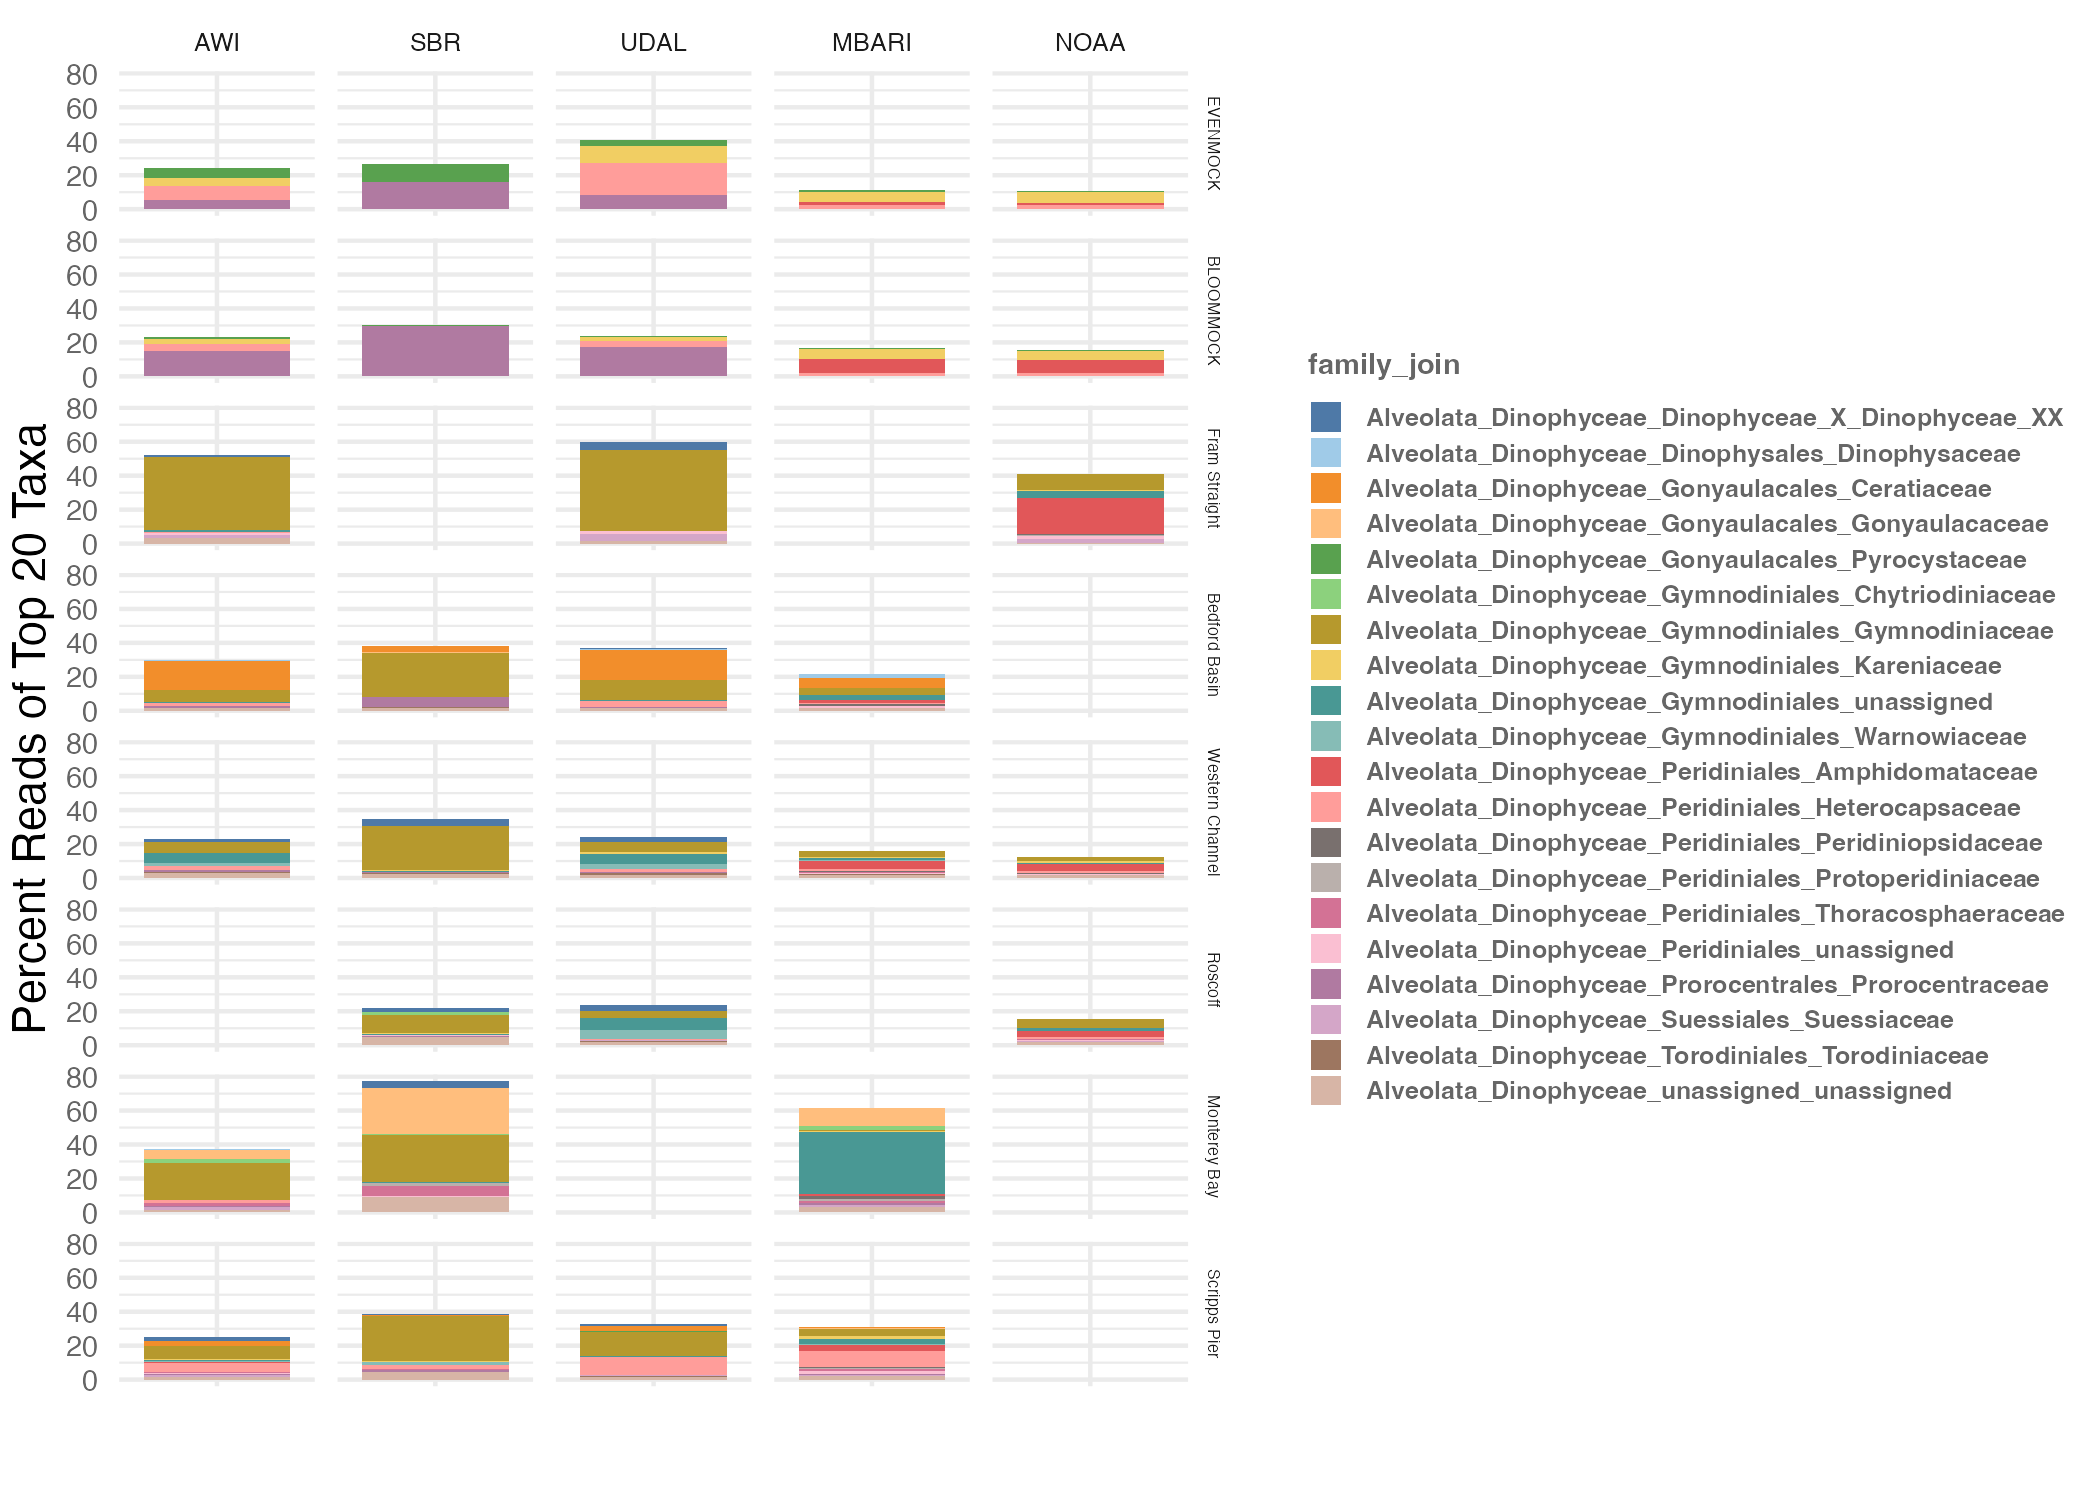 AWI SBR UDAL MBARI NOAA
Percent Reads of Top 20 Taxa
80
60
40
20
0
EVENMOCK
80
60
40
20
0
BLOOMMOCK
80
60
40
20
0
Fram Straight
80
60
40
20
0
Bedford Basin
80
60
40
20
0
Western Channel
80
60
40
20
0
Roscoff
80
60
40
20
0
Monterey Bay
80
60
40
20
0
Scripps Pier
family_join
Alveolata_Dinophyceae_Dinophyceae_X_Dinophyceae_XX
Alveolata_Dinophyceae_Dinophysales_Dinophysaceae
Alveolata_Dinophyceae_Gonyaulacales_Ceratiaceae
Alveolata_Dinophyceae_Gonyaulacales_Gonyaulacaceae
Alveolata_Dinophyceae_Gonyaulacales_Pyrocystaceae
Alveolata_Dinophyceae_Gymnodiniales_Chytriodiniaceae
Alveolata_Dinophyceae_Gymnodiniales_Gymnodiniaceae
Alveolata_Dinophyceae_Gymnodiniales_Kareniaceae
Alveolata_Dinophyceae_Gymnodiniales_unassigned
Alveolata_Dinophyceae_Gymnodiniales_Warnowiaceae
Alveolata_Dinophyceae_Peridiniales_Amphidomataceae
Alveolata_Dinophyceae_Peridiniales_Heterocapsaceae
Alveolata_Dinophyceae_Peridiniales_Peridiniopsidaceae
Alveolata_Dinophyceae_Peridiniales_Protoperidiniaceae
Alveolata_Dinophyceae_Peridiniales_Thoracosphaeraceae
Alveolata_Dinophyceae_Peridiniales_unassigned
Alveolata_Dinophyceae_Prorocentrales_Prorocentraceae
Alveolata_Dinophyceae_Suessiales_Suessiaceae
Alveolata_Dinophyceae_Torodiniales_Torodiniaceae
Alveolata_Dinophyceae_unassigned_unassigned